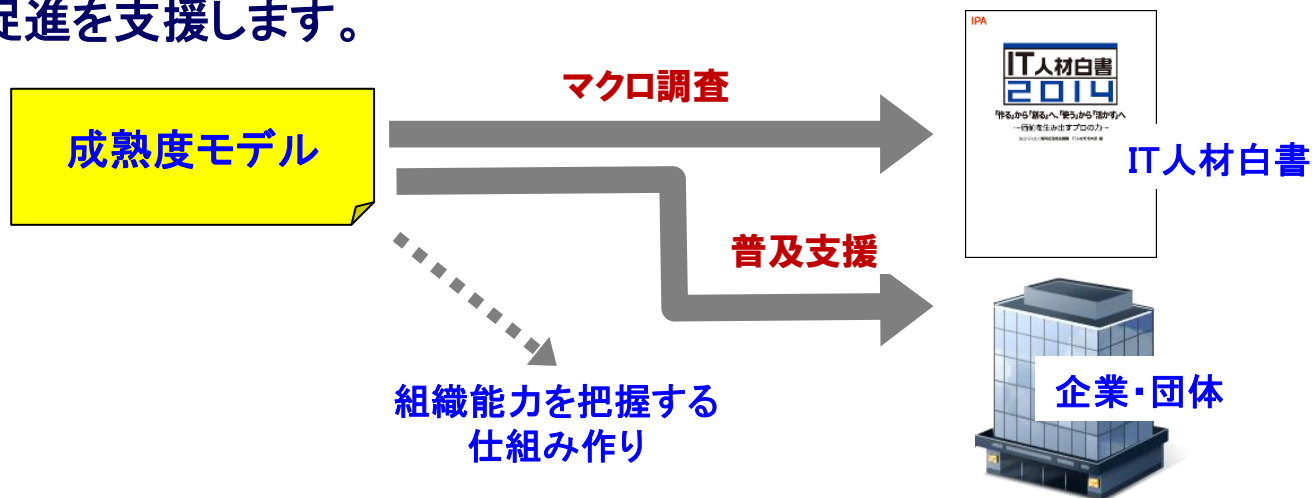 足進を支援します。
IPA
マクロ調査
IT人材白書
2014
「作る」から「創る」へ、「使う」から「活かす」へ
成熟度モデル
IT人材白書
普及支援
企業・団体
組織能力を把握する
仕組み作り